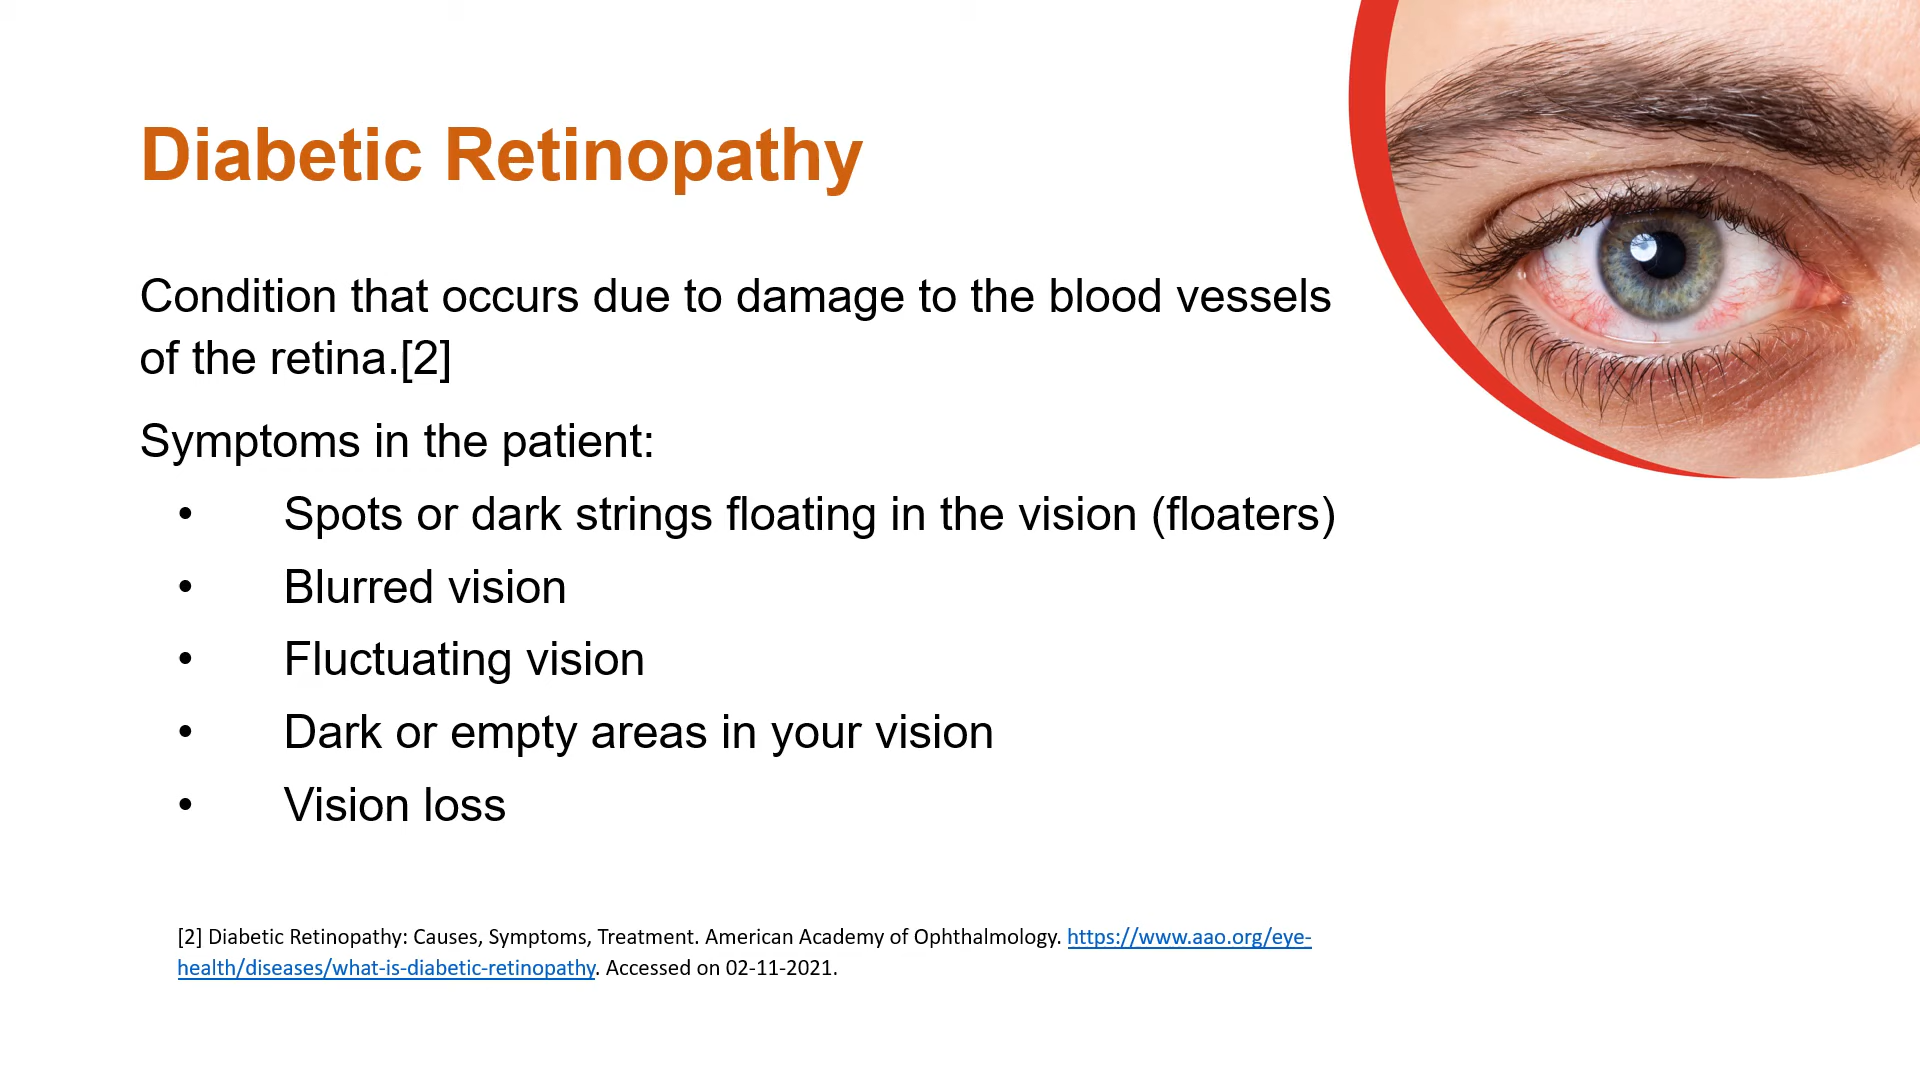 Diabetic Retinopathy
Condition that occurs due to damage to the blood vessels
of the retina.[2]
Symptoms in the patient:
• Spots or dark strings floating in the vision (floaters)
• Blurred vision
• Fluctuating vision
• Dark or empty areas in your vision
• Vision loss
[2] Diabetic Retinopathy: Causes, Symptoms, Treatment. American Academy of Ophthalmology. https://www.aao.org/eye-
health/diseases/what-is-diabetic-retinopathy. Accessed on 02-11-2021.